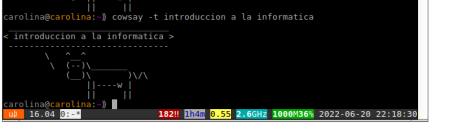 ||     ||
carolina@carolina:~$ cowsay -t introduccion a la informatica
 _______________________________
< introduccion a la informatica >
 -------------------------------
        \   ^__^
         \  (--)\_______
            (__)\       )\/\
                ||----w |
                ||     ||
carolina@carolina:~$
16.04 0:-* 182!! 1h4m 0.55 2.6GHz 1000M36% 2022-06-20 22:18:30